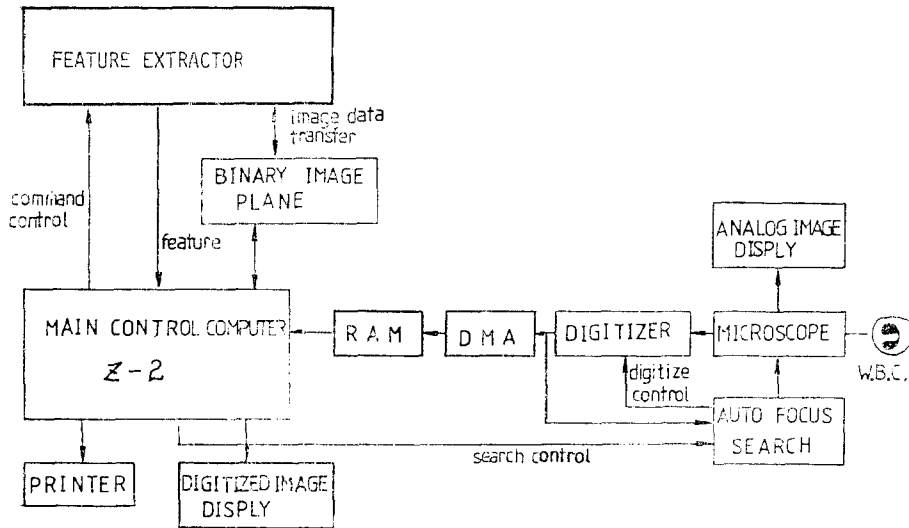 FEATURE EXTRACTOR
image data
transfer
BINARY IMAGE
PLANE
command
control
feature
ANALOG IMAGE
DISPLY
MAIN CONTROL COMPUTER
Z-2
RAM
DMA
DIGITIZER
MICROSCOPE
W.B.C.
digitize
control
AUTO FOCUS
SEARCH
search control
PRINTER
DIGITIZED IMAGE
DISPLY